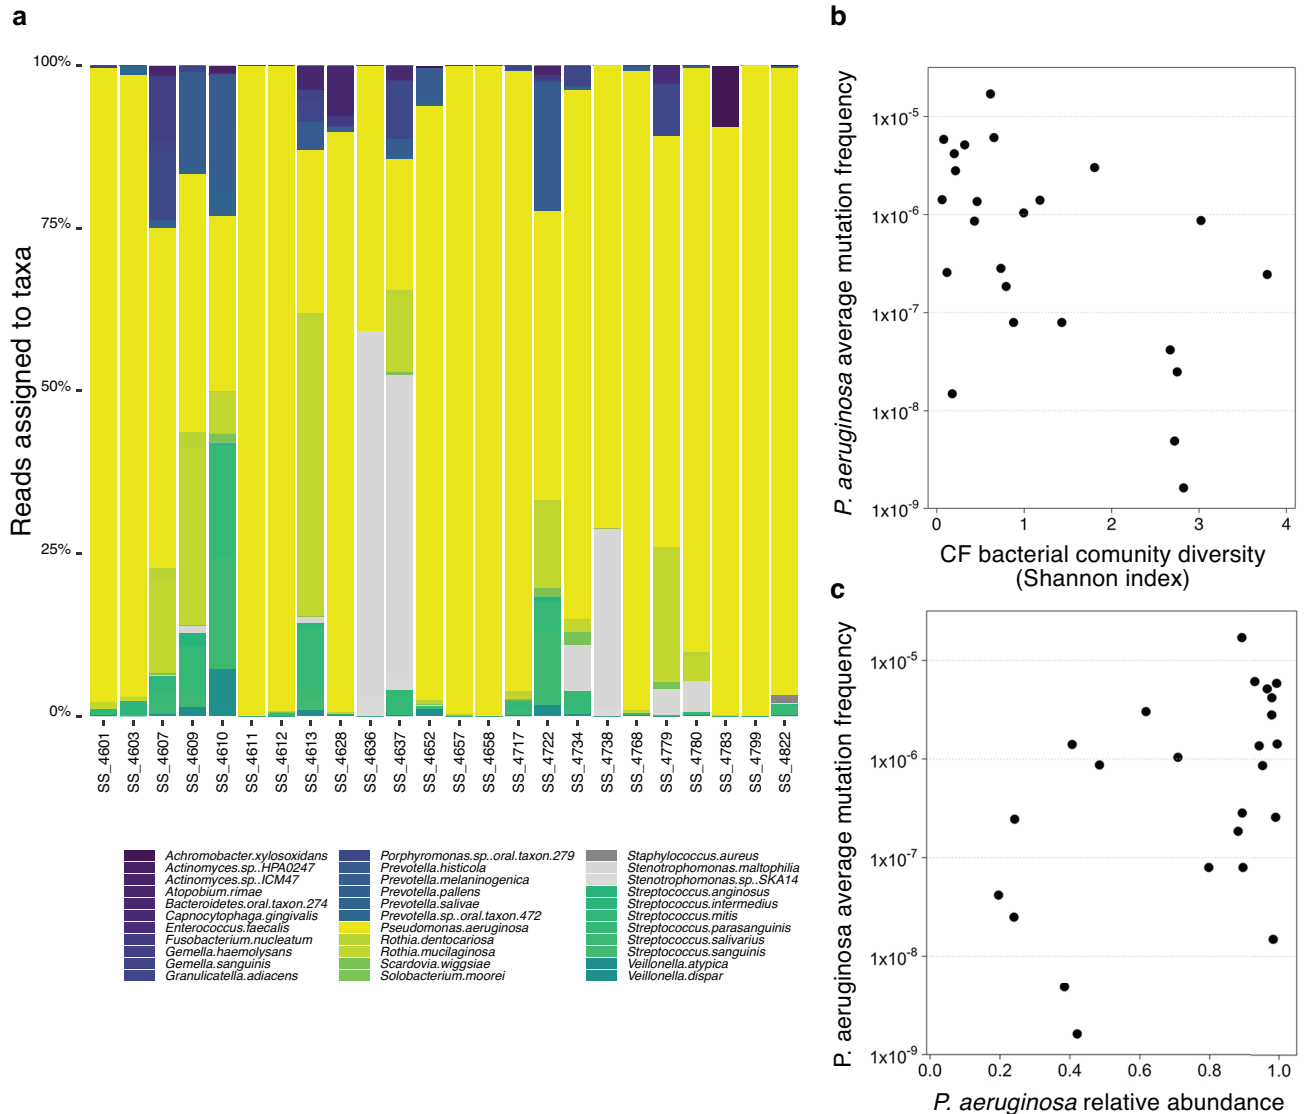 a
100%
75%
50%
25%
0%
Reads assigned to taxa
SS_4601
SS_4603
SS_4607
SS_4609
SS_4610
SS_4611
SS_4612
SS_4613
SS_4628
SS_4636
SS_4637
SS_4652
SS_4657
SS_4658
SS_4717
SS_4722
SS_4734
SS_4738
SS_4768
SS_4779
SS_4780
SS_4783
SS_4799
SS_4822
Achromobacter.xylosoxidans
Actinomyces.sp..HPA0247
Actinomyces.sp..ICM47
Atopobium.rimae
Bacteroidetes.oral.taxon.274
Capnocytophaga.gingivalis
Enterococcus.faecalis
Fusobacterium.nucleatum
Gemella.haemolysans
Gemella.sanguinis
Granulicatella.adiacens
Porphyromonas.sp..oral.taxon.279
Prevotella.histicola
Prevotella.melaninogenica
Prevotella.pallens
Prevotella.salivae
Prevotella.sp..oral.taxon.472
Pseudomonas.aeruginosa
Rothia.dentocariosa
Rothia.mucilaginosa
Scardovia.wiggsiae
Solobacterium.moorei
Staphylococcus.aureus
Stenotrophomonas.maltophilia
Stenotrophomonas.sp..SKA14
Streptococcus.anginosus
Streptococcus.intermedius
Streptococcus.mitis
Streptococcus.parasanguinis
Streptococcus.salivarius
Streptococcus.sanguinis
Veillonella.atypica
Veillonella.dispar
b
P. aeruginosa average mutation frequency
1x10⁻⁵
1x10⁻⁶
1x10⁻⁷
1x10⁻⁸
1x10⁻⁹
0 1 2 3 4
CF bacterial comunity diversity
(Shannon index)
c
P. aeruginosa average mutation frequency
1x10⁻⁵
1x10⁻⁶
1x10⁻⁷
1x10⁻⁸
1x10⁻⁹
0.0 0.2 0.4 0.6 0.8 1.0
P. aeruginosa relative abundance